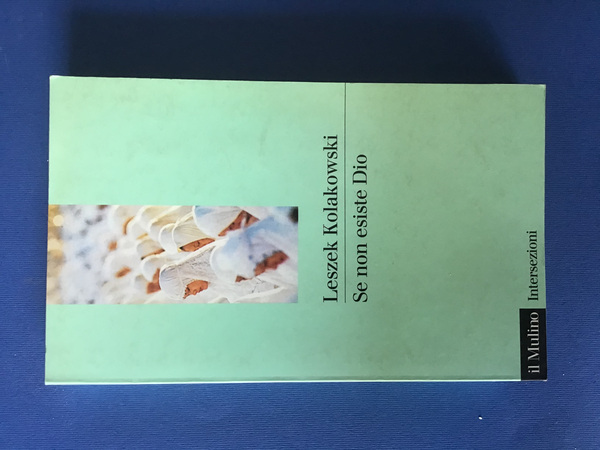 Leszek Kolakowski
Se non esiste Dio
il Mulino Intersezioni